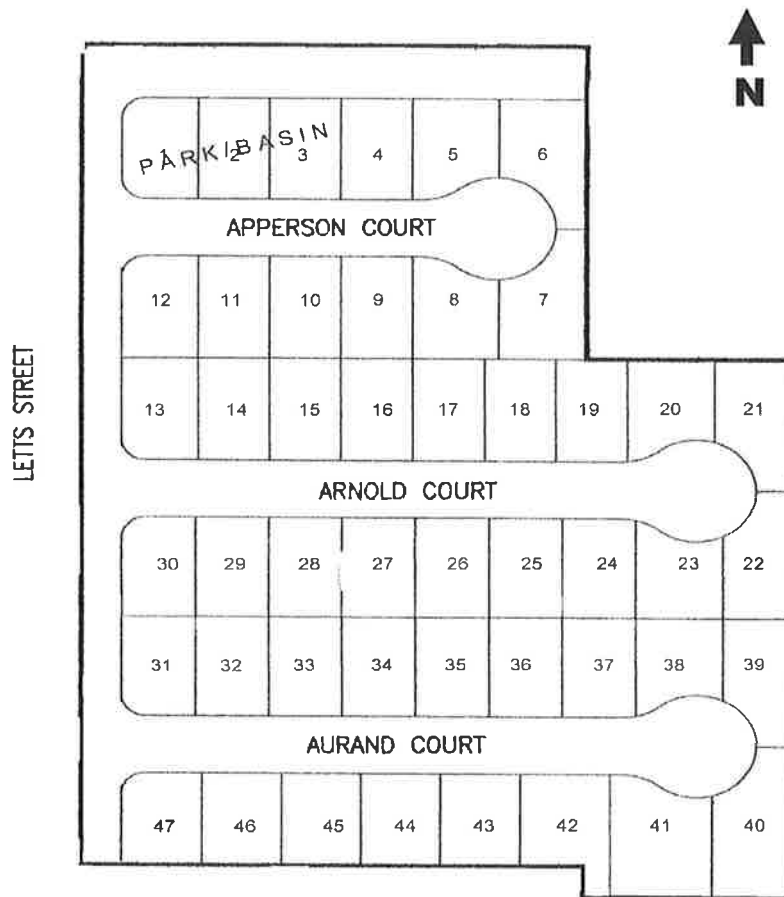 N
PARK/BASIN
2 3 4 5 6
APPERSON COURT
12 11 10 9 8 7
LETTS STREET
13 14 15 16 17 18 19 20 21
ARNOLD COURT
30 29 28 27 26 25 24 23 22
31 32 33 34 35 36 37 38 39
AURAND COURT
47 46 45 44 43 42 41 40